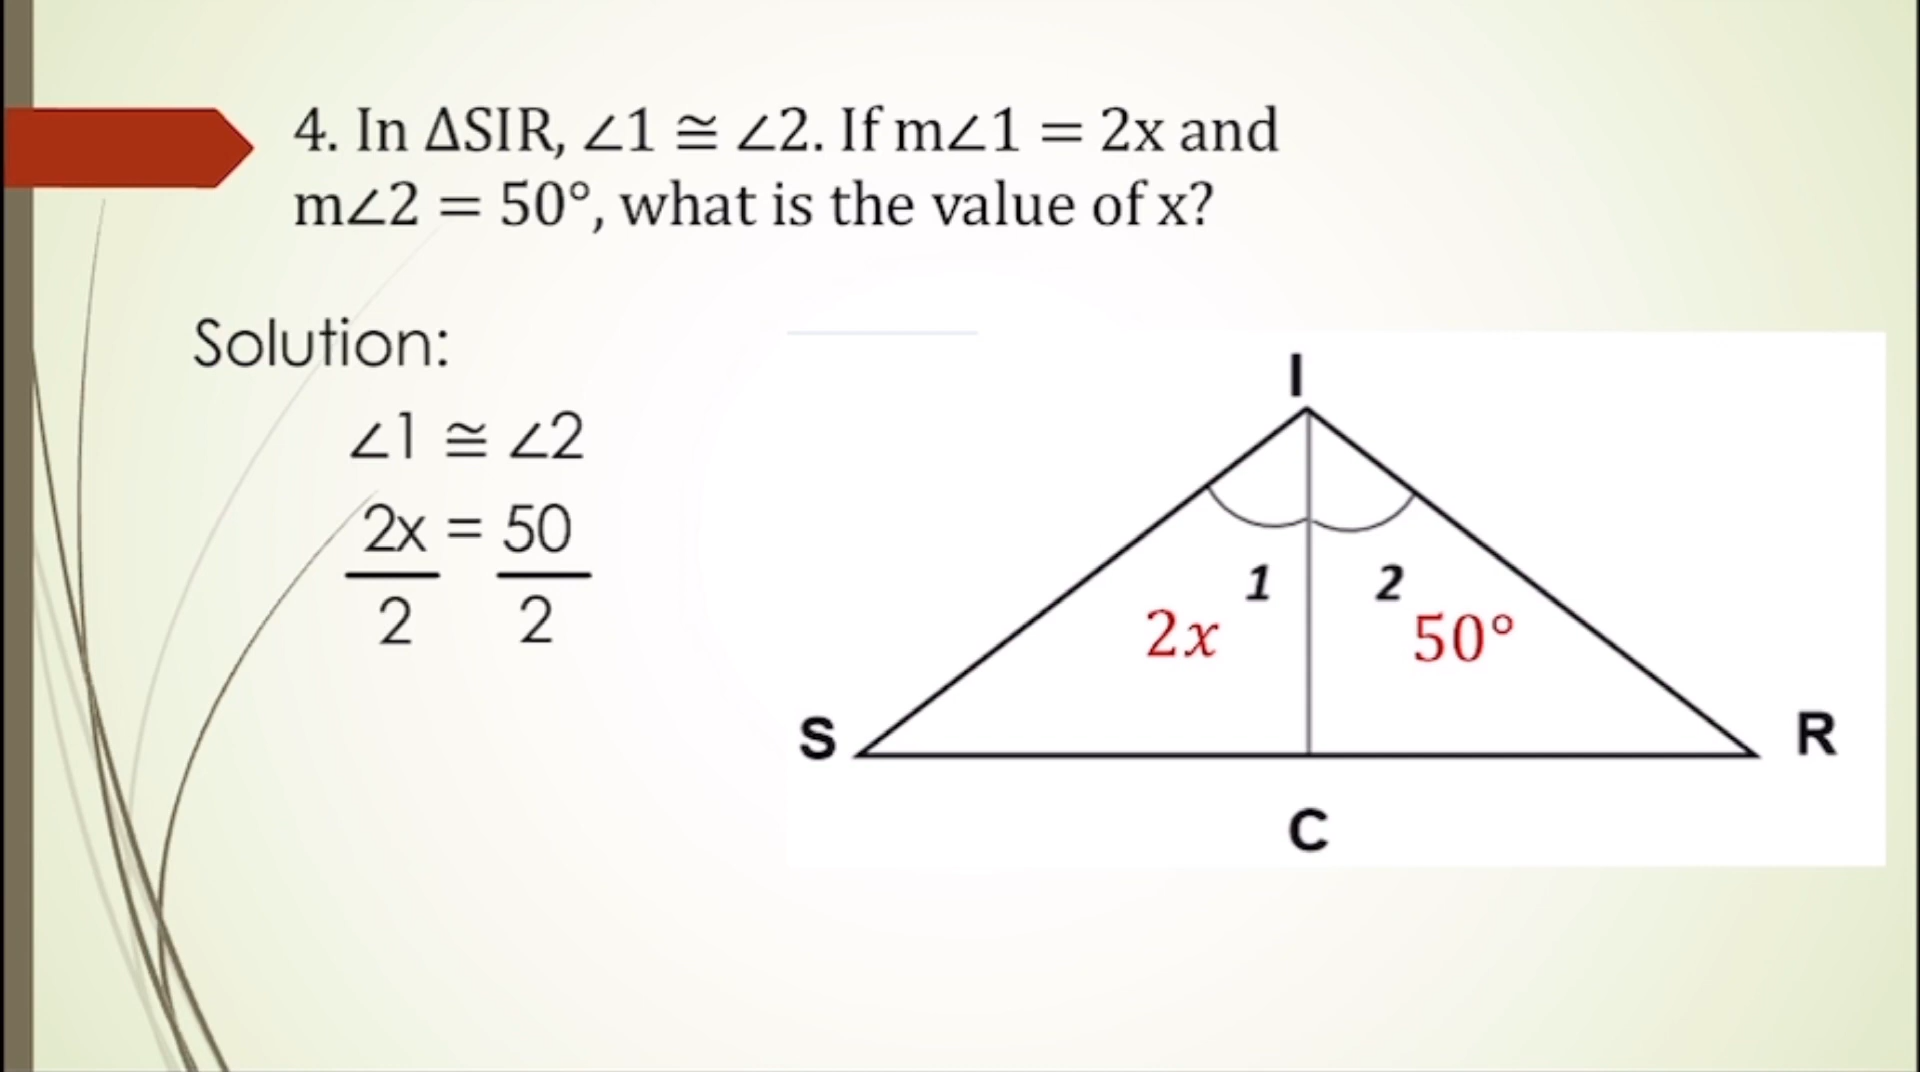 4. In ΔSIR, ∠1 ≅ ∠2. If m∠1 = 2x and
m∠2 = 50°, what is the value of x?
Solution:
∠1 ≅ ∠2
2x = 50
2 2
I
1 2
2x 50°
S R
C